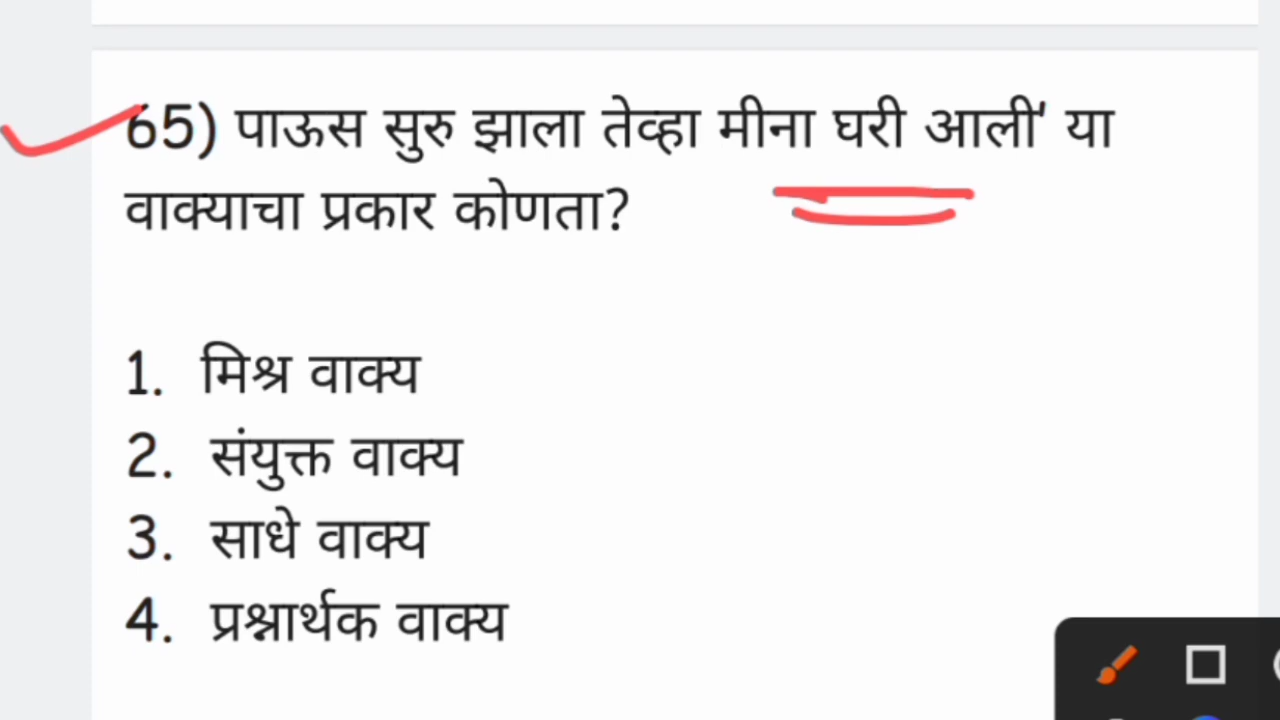 65) पाऊस सुरु झाला तेव्हा मीना घरी आली' या
वाक्याचा प्रकार कोणता?
1. मिश्र वाक्य
2. संयुक्त वाक्य
3. साधे वाक्य
4. प्रश्नार्थक वाक्य